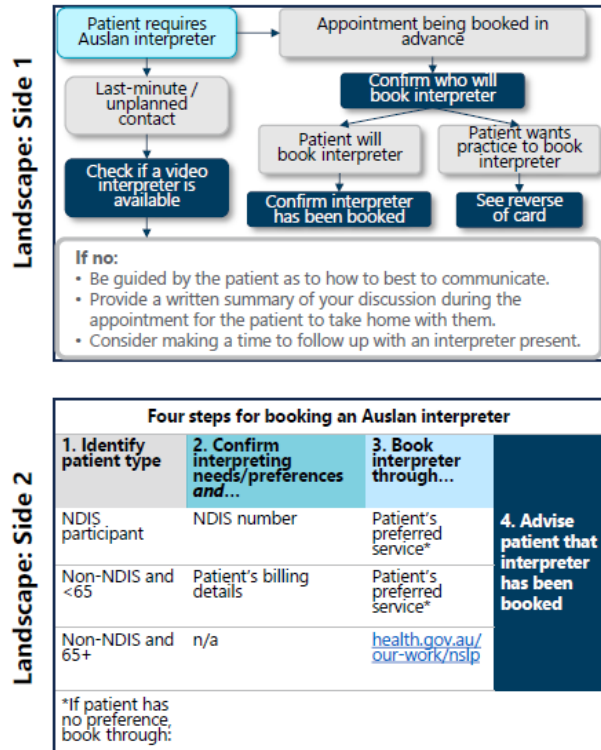 Landscape: Side 1
Patient requires
Auslan interpreter
Appointment being booked in
advance
Last-minute /
unplanned
contact
Confirm who will
book interpreter
Patient will
book interpreter
Patient wants
practice to book
interpreter
Check if a video
interpreter is
available
Confirm interpreter
has been booked
See reverse
of card
If no:
• Be guided by the patient as to how to best to communicate.
• Provide a written summary of your discussion during the
appointment for the patient to take home with them.
• Consider making a time to follow up with an interpreter present.
Landscape: Side 2
Four steps for booking an Auslan interpreter
1. Identify
patient type
2. Confirm
interpreting
needs/preferences
and...
3. Book
interpreter
through...
4. Advise
patient that
interpreter
has been
booked
NDIS
participant
NDIS number
Patient's
preferred
service*
Non-NDIS and
<65
Patient's billing
details
Patient's
preferred
service*
Non-NDIS and
65+
n/a
health.gov.au/
our-work/nslp
*If patient has
no preference,
book through: